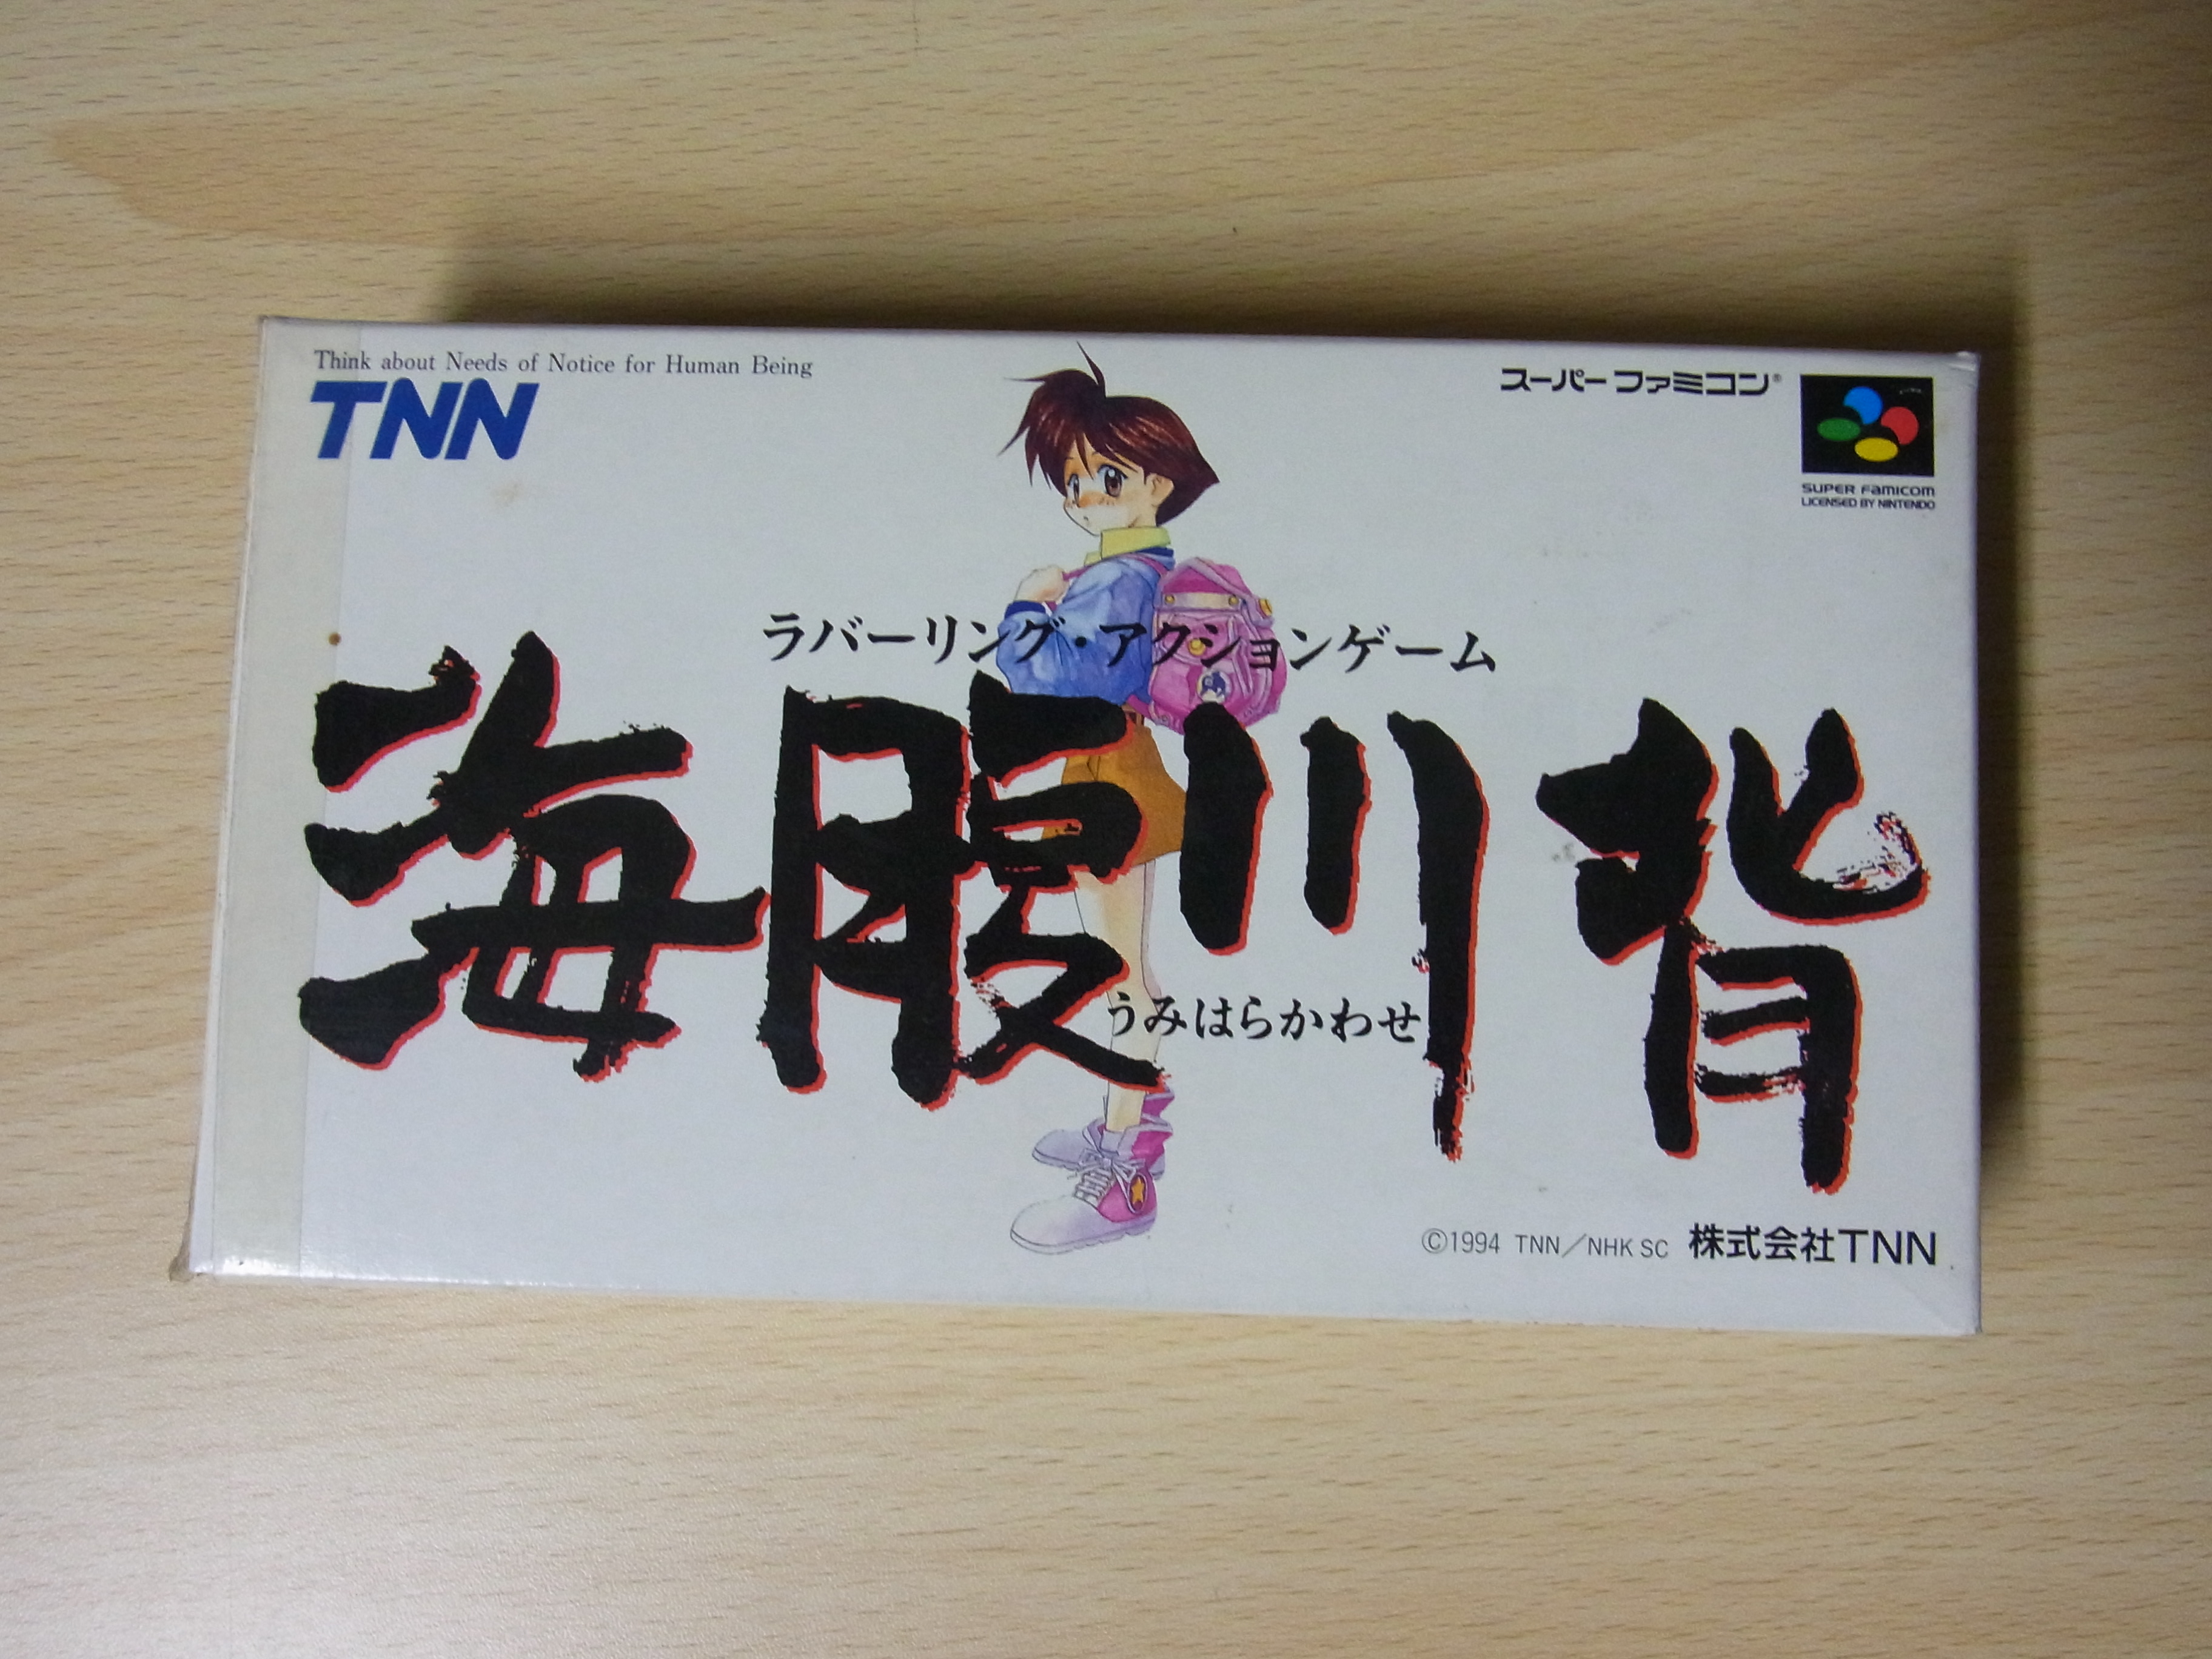 Think about Needs of Notice for Human Being
TNN
スーパーファミコン®
SUPER FAMICOM
LICENSED BY NINTENDO
ラバーリング・アクションゲーム
海腹川背
うみはらかわせ
©1994 TNN／NHK SC 株式会社TNN